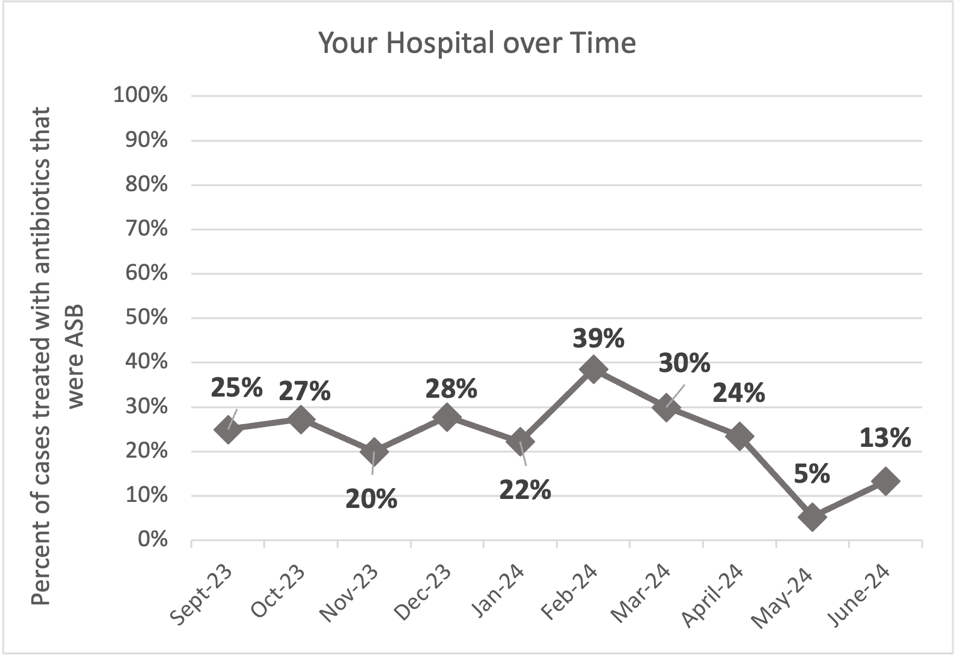 Your Hospital over Time
Percent of cases treated with antibiotics that
were ASB
100%
90%
80%
70%
60%
50%
40%
30%
20%
10%
0%
25%
27%
20%
28%
22%
39%
30%
24%
5%
13%
Sept-23
Oct-23
Nov-23
Dec-23
Jan-24
Feb-24
Mar-24
April-24
May-24
June-24